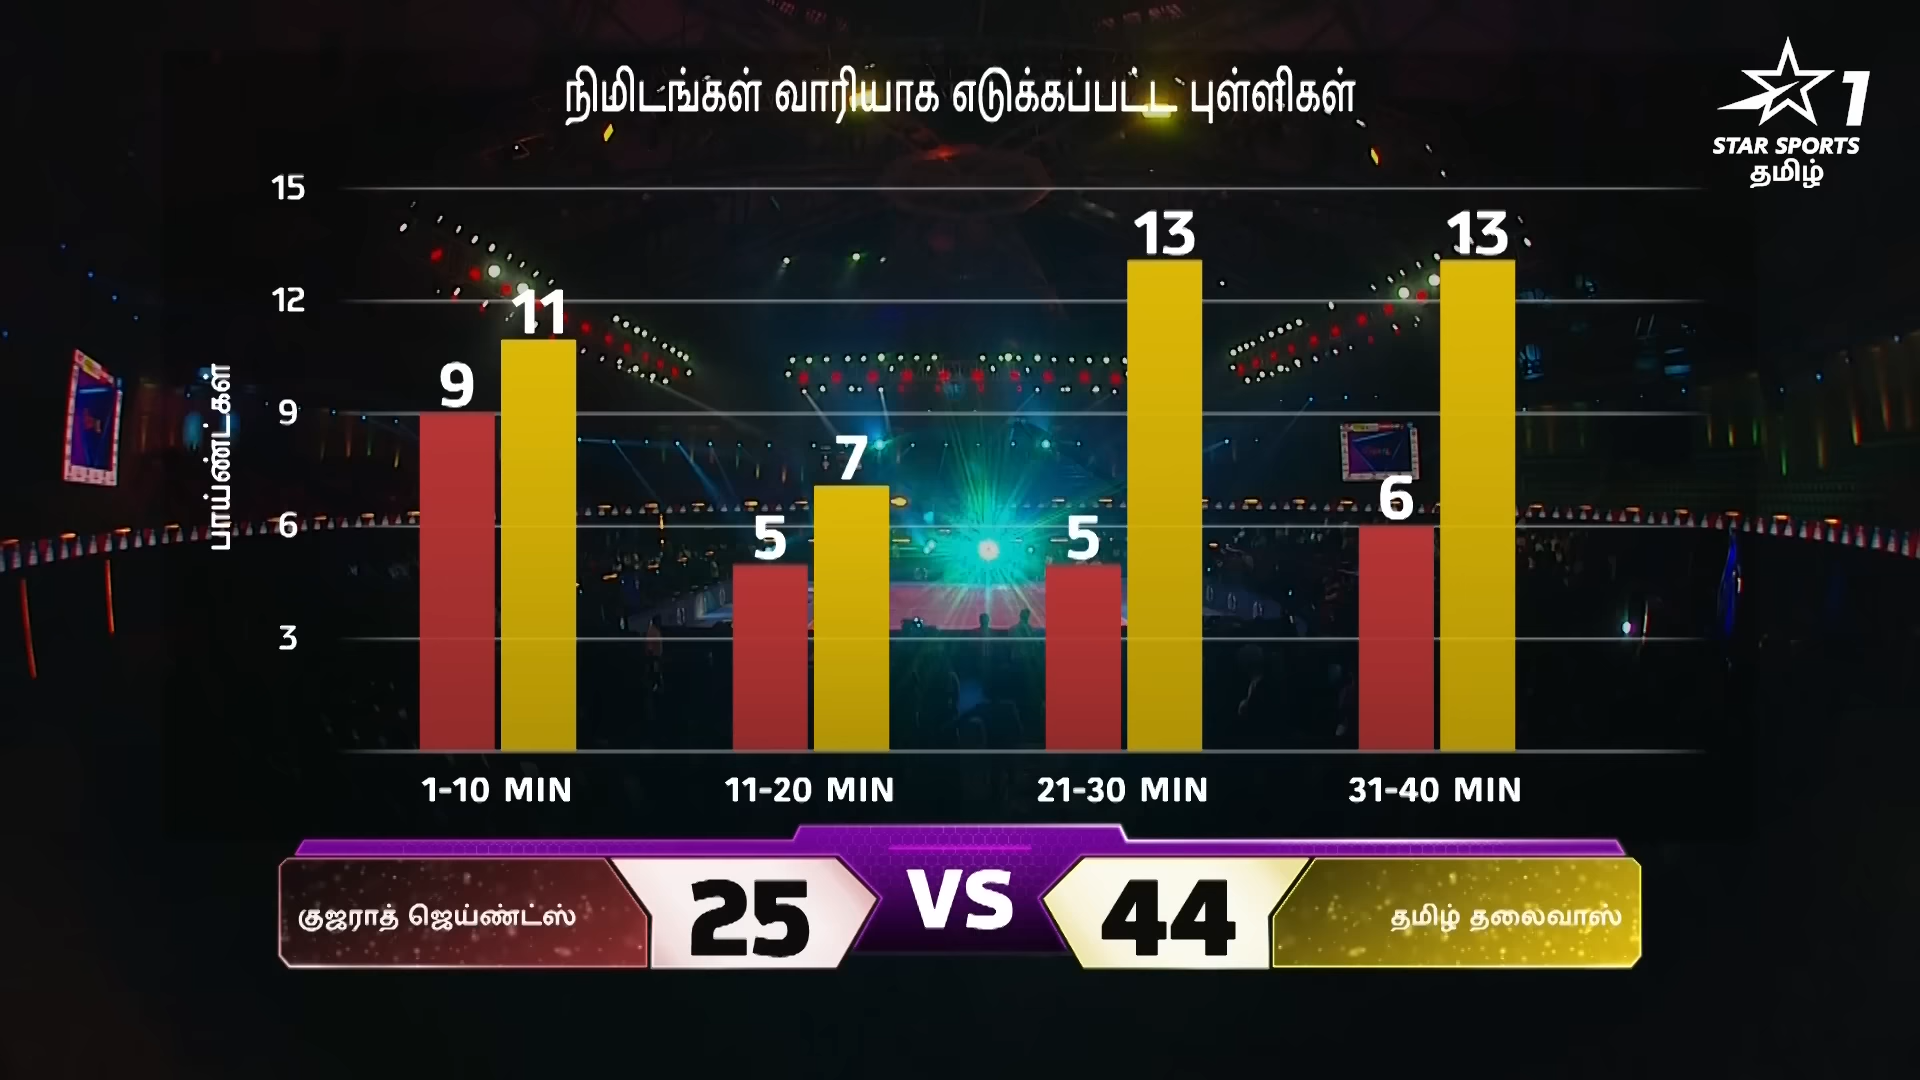 நிமிடங்கள் வாரியாக எடுக்கப்பட்ட புள்ளிகள்
1
STAR SPORTS
தமிழ்
15
12
9
6
3
பாய்ண்ட்கள்
9
11
5
7
5
13
6
13
1-10 MIN
11-20 MIN
21-30 MIN
31-40 MIN
குஜராத் ஜெய்ண்ட்ஸ் 25 VS 44 தமிழ் தலைவாஸ்